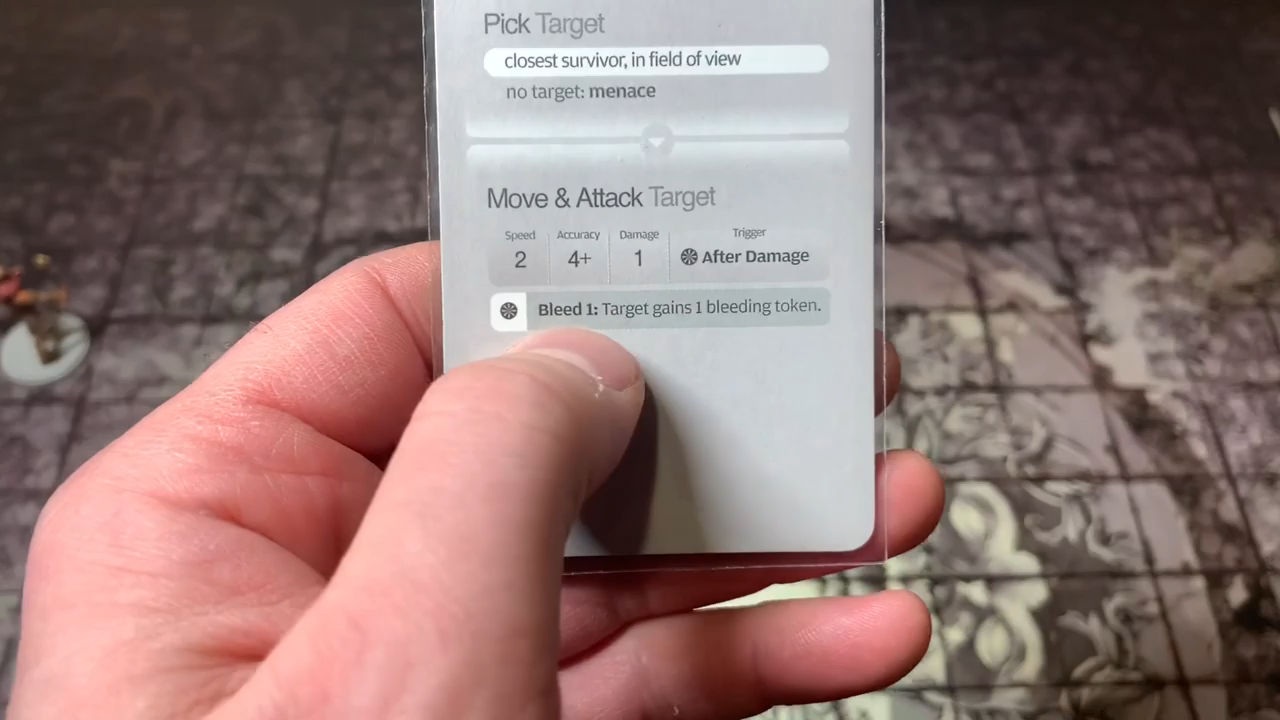 Pick Target
closest survivor, in field of view
no target: menace
Move & Attack Target
Speed Accuracy Damage Trigger
2 4+ 1 After Damage
Bleed 1: Target gains 1 bleeding token.